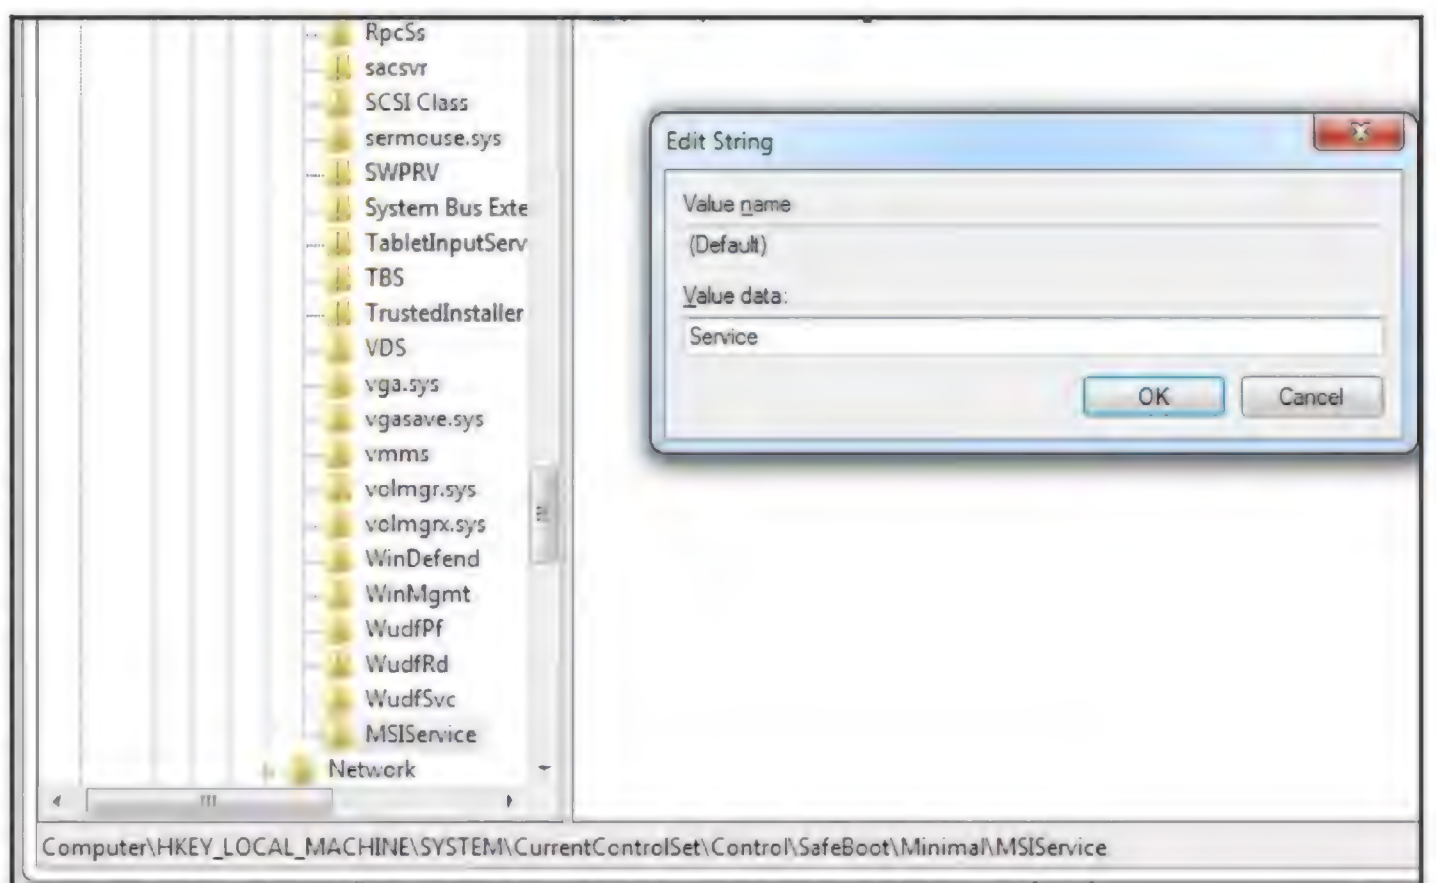 RpcSs
sacsvr
SCSI Class
sermouse.sys
SWPRV
System Bus Exte
TabletInputServ
TBS
TrustedInstaller
VDS
vga.sys
vgasave.sys
vmms
volmgr.sys
volmgrx.sys
WinDefend
WinMgmt
WudfPf
WudfRd
WudfSvc
MSIService
Network
Edit String
Value name
(Default)
Value data:
Service
OK
Cancel
Computer\HKEY_LOCAL_MACHINE\SYSTEM\CurrentControlSet\Control\SafeBoot\Minimal\MSIService